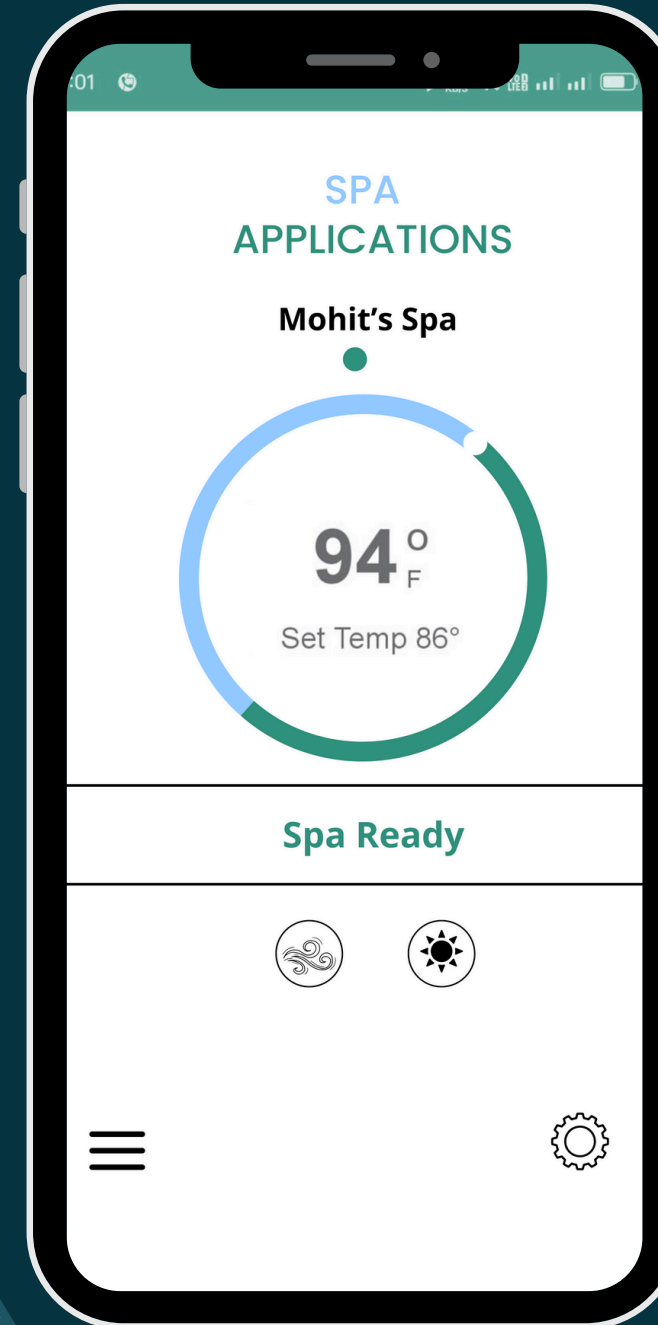 :01
SPA
APPLICATIONS
Mohit’s Spa
94°
F
Set Temp 86°
Spa Ready